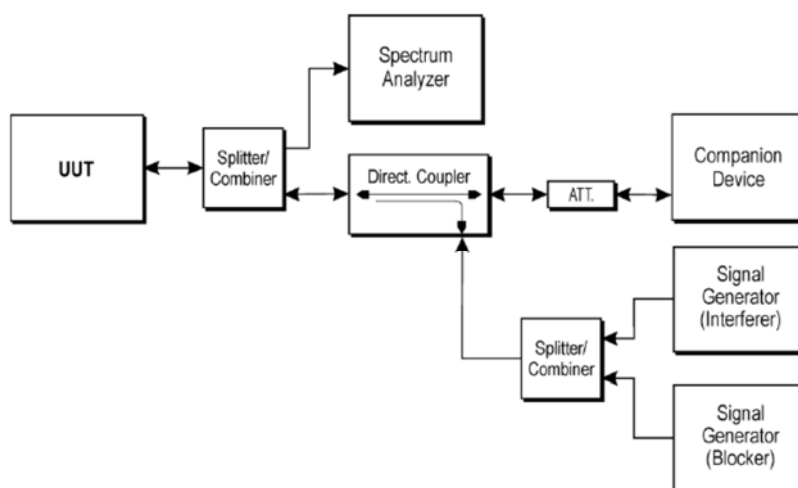 Spectrum
Analyzer
UUT
Splitter/
Combiner
Direct. Coupler
ATT.
Companion
Device
Signal
Generator
(Interferer)
Splitter/
Combiner
Signal
Generator
(Blocker)